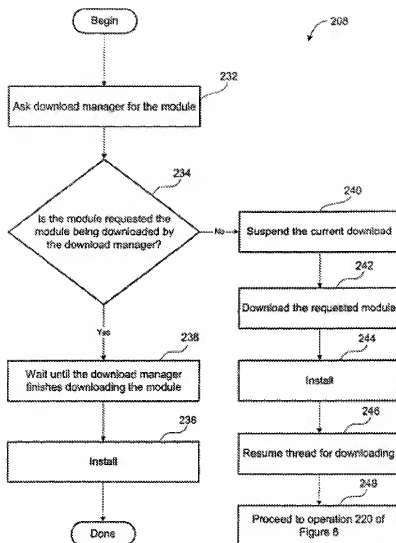 Begin
208
232
Ask download manager for the module
234
Is the module requested the
module being downloaded by
the download manager?
No
Yes
240
Suspend the current download
242
Download the requested module
244
Install
246
Resume thread for downloading
248
Proceed to operation 220 of
Figure 6
236
Wait until the download manager
finishes downloading the module
238
Install
Done